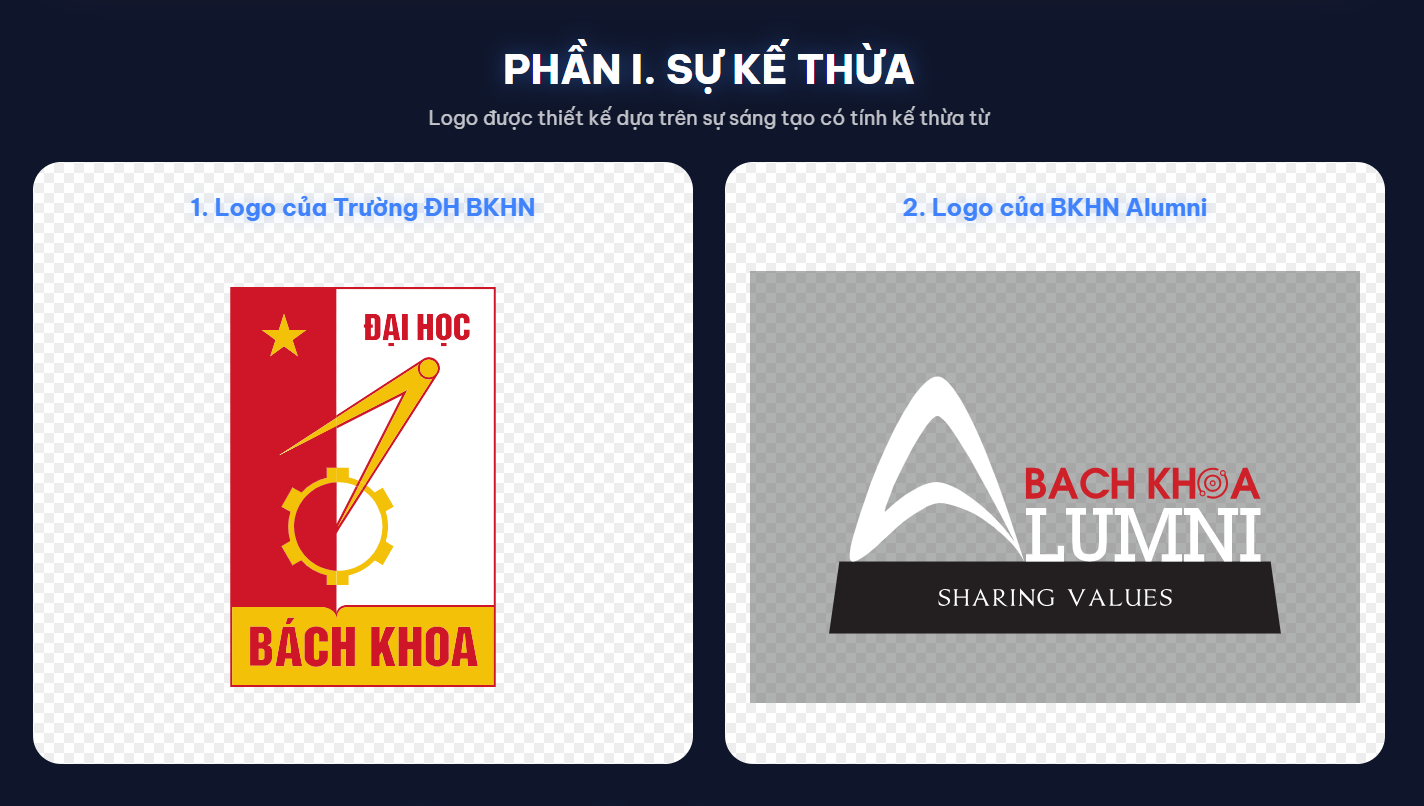 PHẦN I. SỰ KẾ THỪA
Logo được thiết kế dựa trên sự sáng tạo có tính kế thừa từ
1. Logo của Trường ĐH BKHN
ĐẠI HỌC
BÁCH KHOA
2. Logo của BKHN Alumni
BACH KHOA
ALUMNI
SHARING VALUES